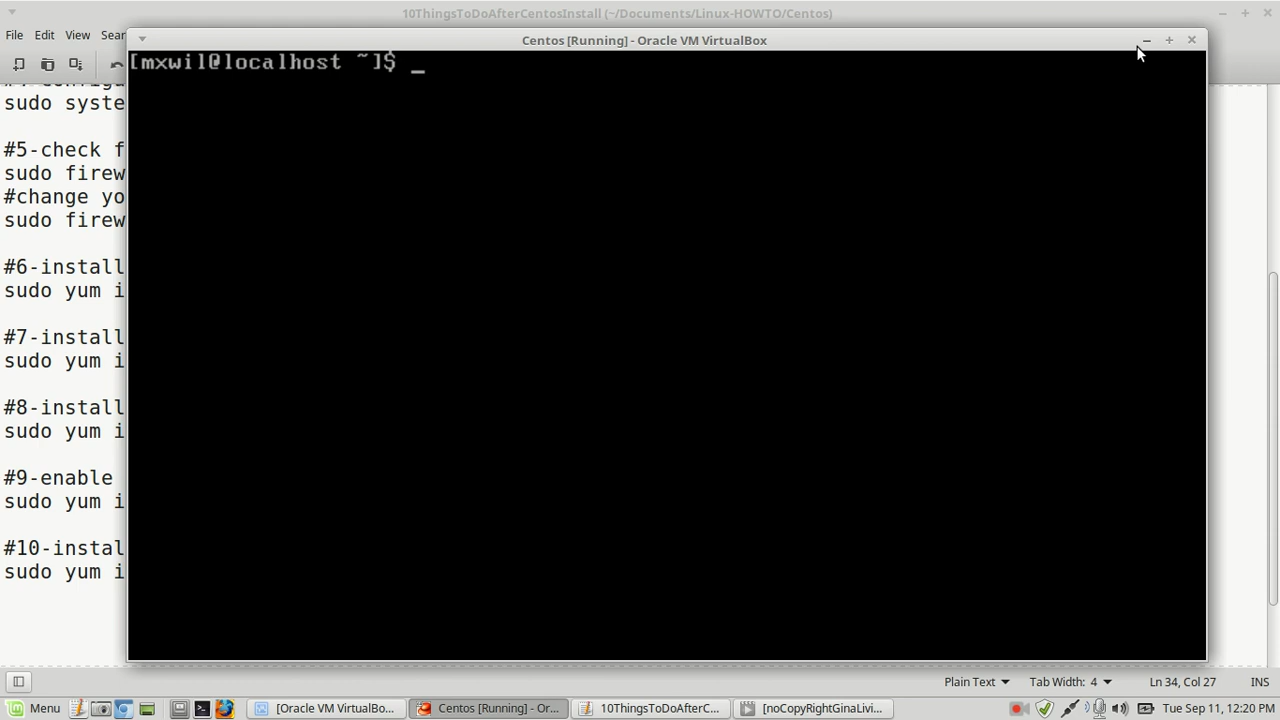 10ThingsToDoAfterCentosInstall (~/Documents/Linux-HOWTO/Centos)
File Edit View Sear
Centos [Running] - Oracle VM VirtualBox
[mxwil@localhost ~]$ _
sudo syste
#5-check f
sudo firew
#change yo
sudo firew
#6-install
sudo yum i
#7-install
sudo yum i
#8-install
sudo yum i
#9-enable
sudo yum i
#10-instal
sudo yum i
Plain Text Tab Width: 4 Ln 34, Col 27 INS
Menu [Oracle VM VirtualBo... Centos [Running] - Or... 10ThingsToDoAfterC... [noCopyRightGinaLivi... Tue Sep 11, 12:20 PM